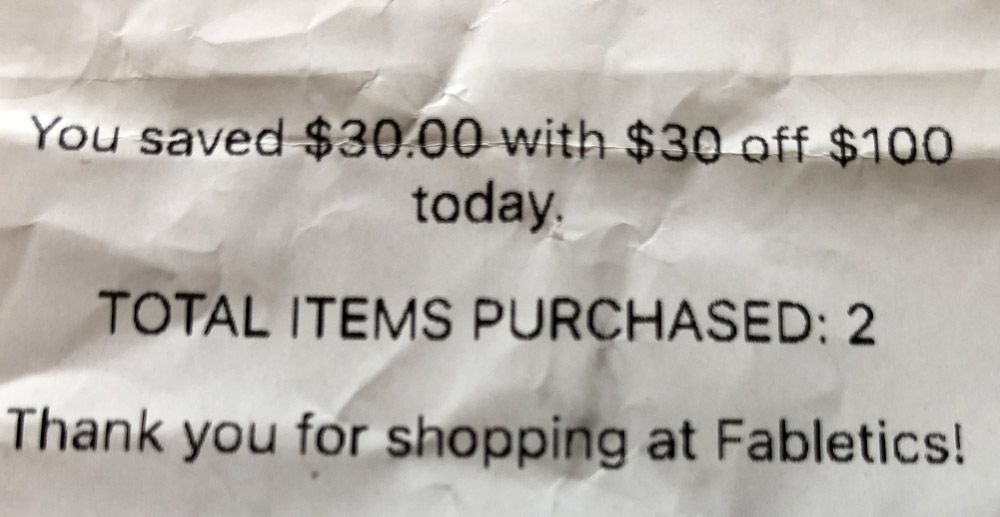 You saved $30.00 with $30 off $100
today.
TOTAL ITEMS PURCHASED: 2
Thank you for shopping at Fabletics!